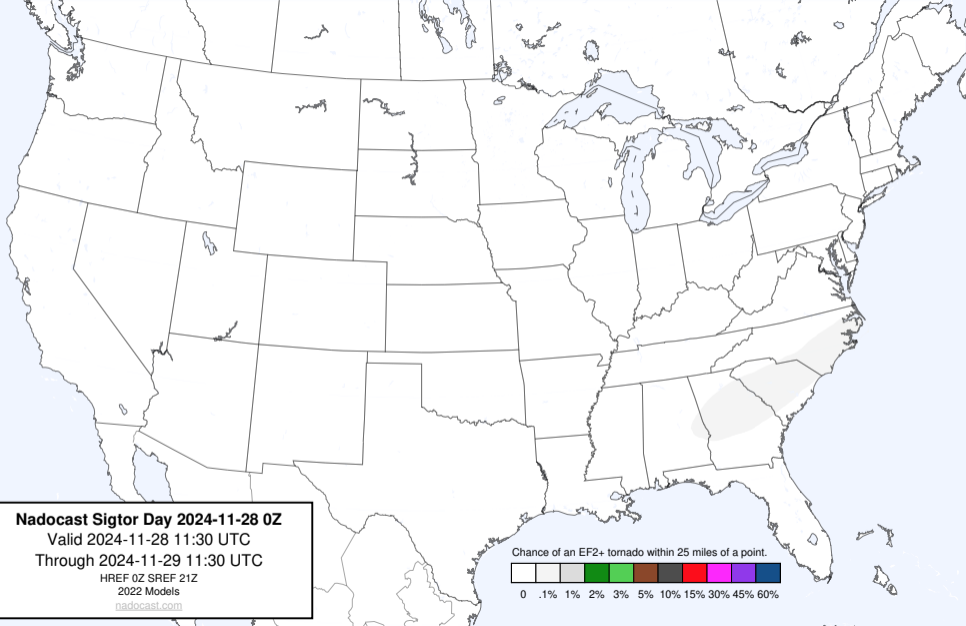 Nadocast Sigtor Day 2024-11-28 0Z
Valid 2024-11-28 11:30 UTC
Through 2024-11-29 11:30 UTC
HREF 0Z SREF 21Z
2022 Models
nadocast.com
Chance of an EF2+ tornado within 25 miles of a point.
0 .1% 1% 2% 3% 5% 10% 15% 30% 45% 60%